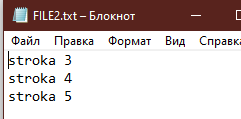 FILE2.txt – Блокнот
Файл Правка Формат Вид Справка
stroka 3
stroka 4
stroka 5